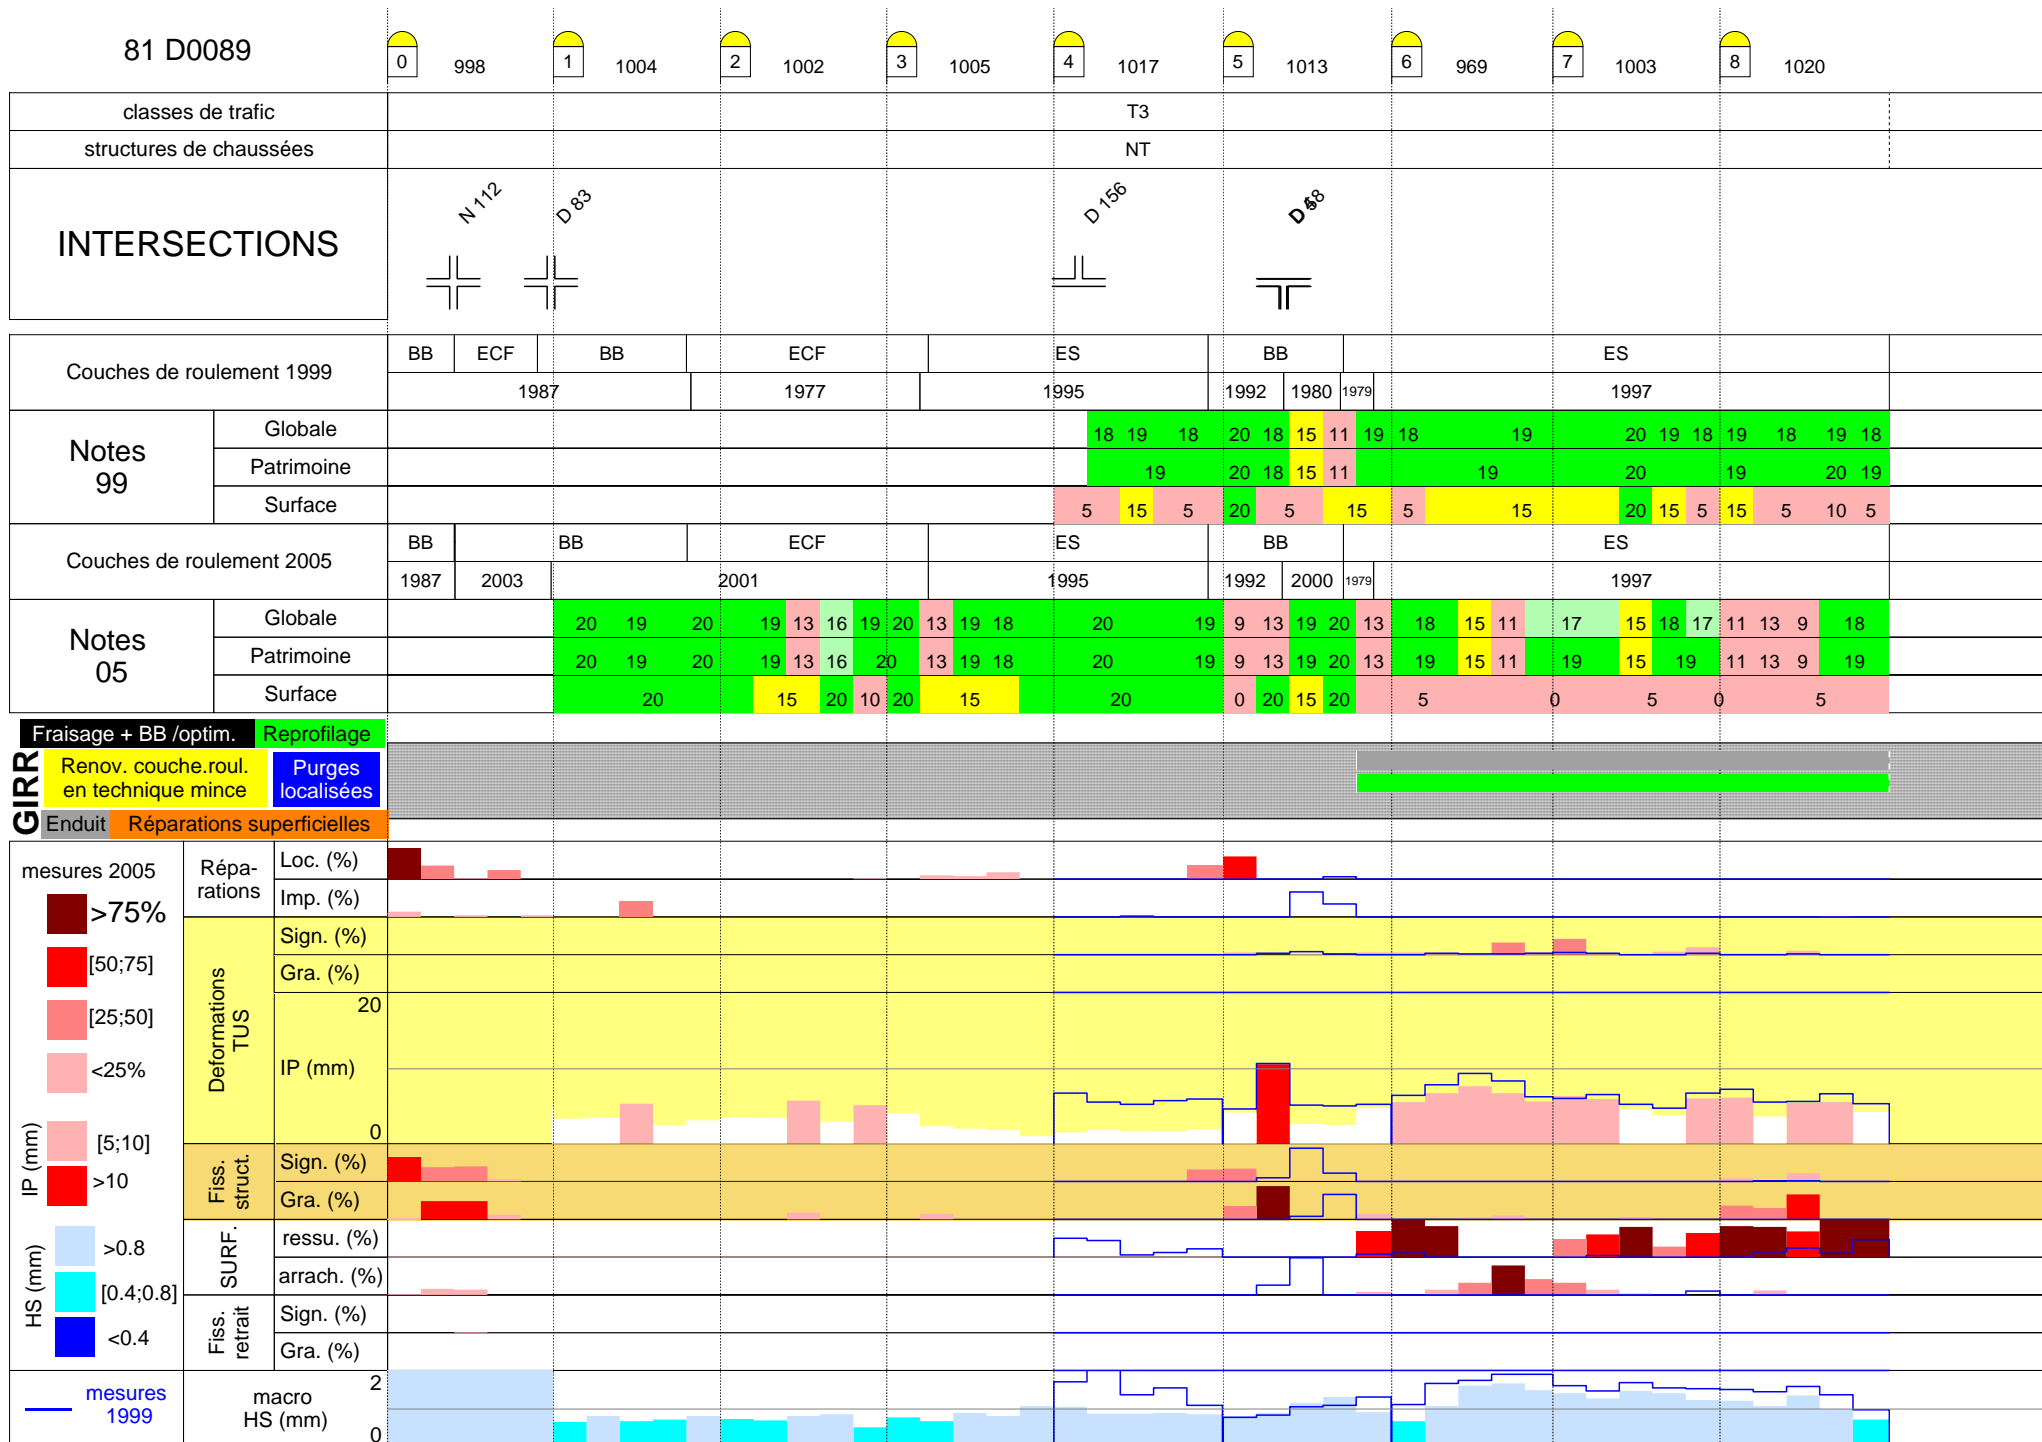 81 D0089
0 998 1 1004 2 1002 3 1005 4 1017 5 1013 6 969 7 1003 8 1020
classes de trafic T3
structures de chaussées NT
INTERSECTIONS
N 112 D 83 D 156
Couches de roulement 1999
BB ECF BB ECF ES BB ES
1987 1977 1995 1992 1980 1979 1997
Notes 99
Globale 18 19 18 20 18 15 11 19 18 19 20 19 18 19 18 19 18
Patrimoine 19 20 18 15 11 19 20 19 20 19
Surface 5 15 5 20 5 15 5 15 20 15 5 15 5 10 5
Couches de roulement 2005
BB BB ECF ES BB ES
1987 2003 2001 1995 1992 2000 1979 1997
Notes 05
Globale 20 19 20 19 13 16 19 20 13 19 18 20 19 9 13 19 20 13 18 15 11 17 15 18 17 11 13 9 18
Patrimoine 20 19 20 19 13 16 20 13 19 18 20 19 9 13 19 20 13 19 15 11 19 15 19 11 13 9 19
Surface 20 15 20 10 20 15 20 0 20 15 20 5 0 5 0 5
GIRR
Fraisage + BB /optim. Reprofilage
Renov. couche.roul. en technique mince
Purges localisées
Enduit Réparations superficielles
mesures 2005
>75%
[50;75]
[25;50]
<25%
IP (mm)
[5;10]
>10
HS (mm)
>0.8
[0.4;0.8]
<0.4
mesures 1999
Répa-
rations
Loc. (%)
Imp. (%)
Deformations
TUS
Sign. (%)
Gra. (%)
20
IP (mm)
0
Fiss.
struct.
Sign. (%)
Gra. (%)
SURF.
ressu. (%)
arrach. (%)
Fiss.
retrait
Sign. (%)
Gra. (%)
macro
HS (mm)
2
0